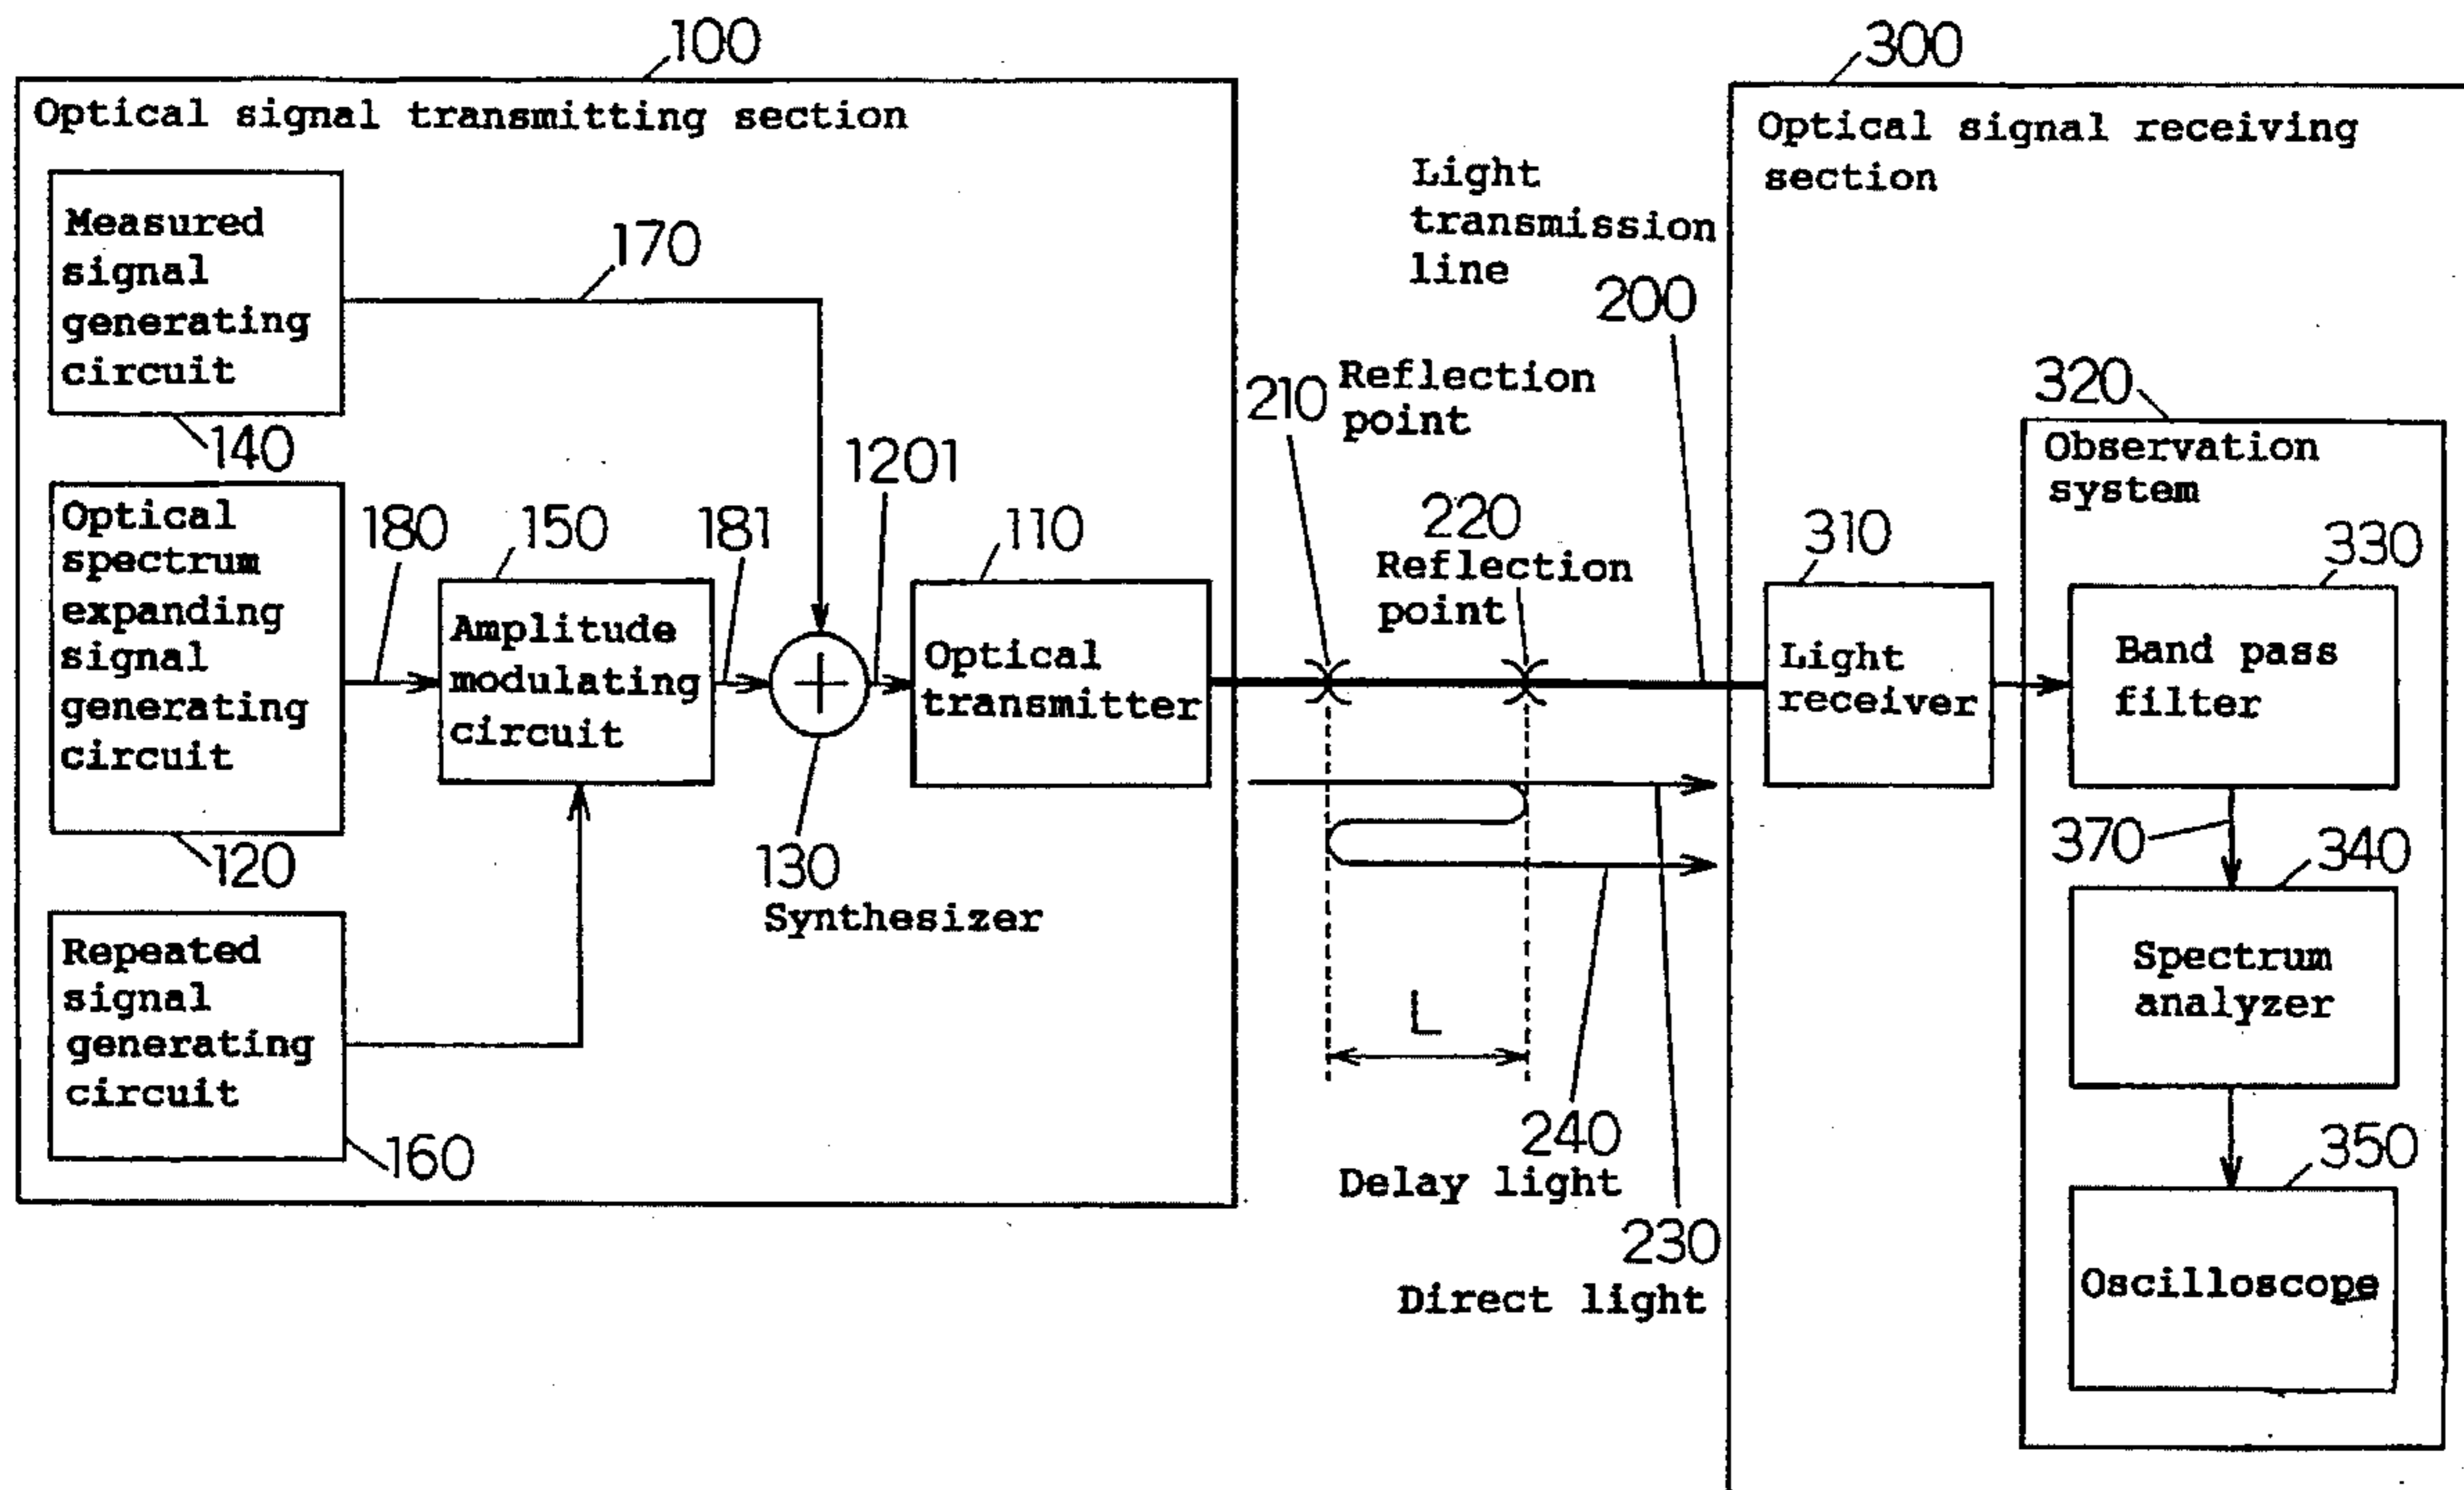 100
Optical signal transmitting section
Measured
signal
generating
circuit
140
170
Optical
spectrum
expanding
signal
generating
circuit
120
180
Amplitude
modulating
circuit
150
181
1201
130
Synthesizer
Optical
transmitter
110
Repeated
signal
generating
circuit
160
Light
transmission
line
200
210
Reflection
point
220
Reflection
point
L
240
Delay light
230
Direct light
300
Optical signal receiving
section
310
Light
receiver
320
Observation
system
330
Band pass
filter
370
340
Spectrum
analyzer
350
Oscilloscope